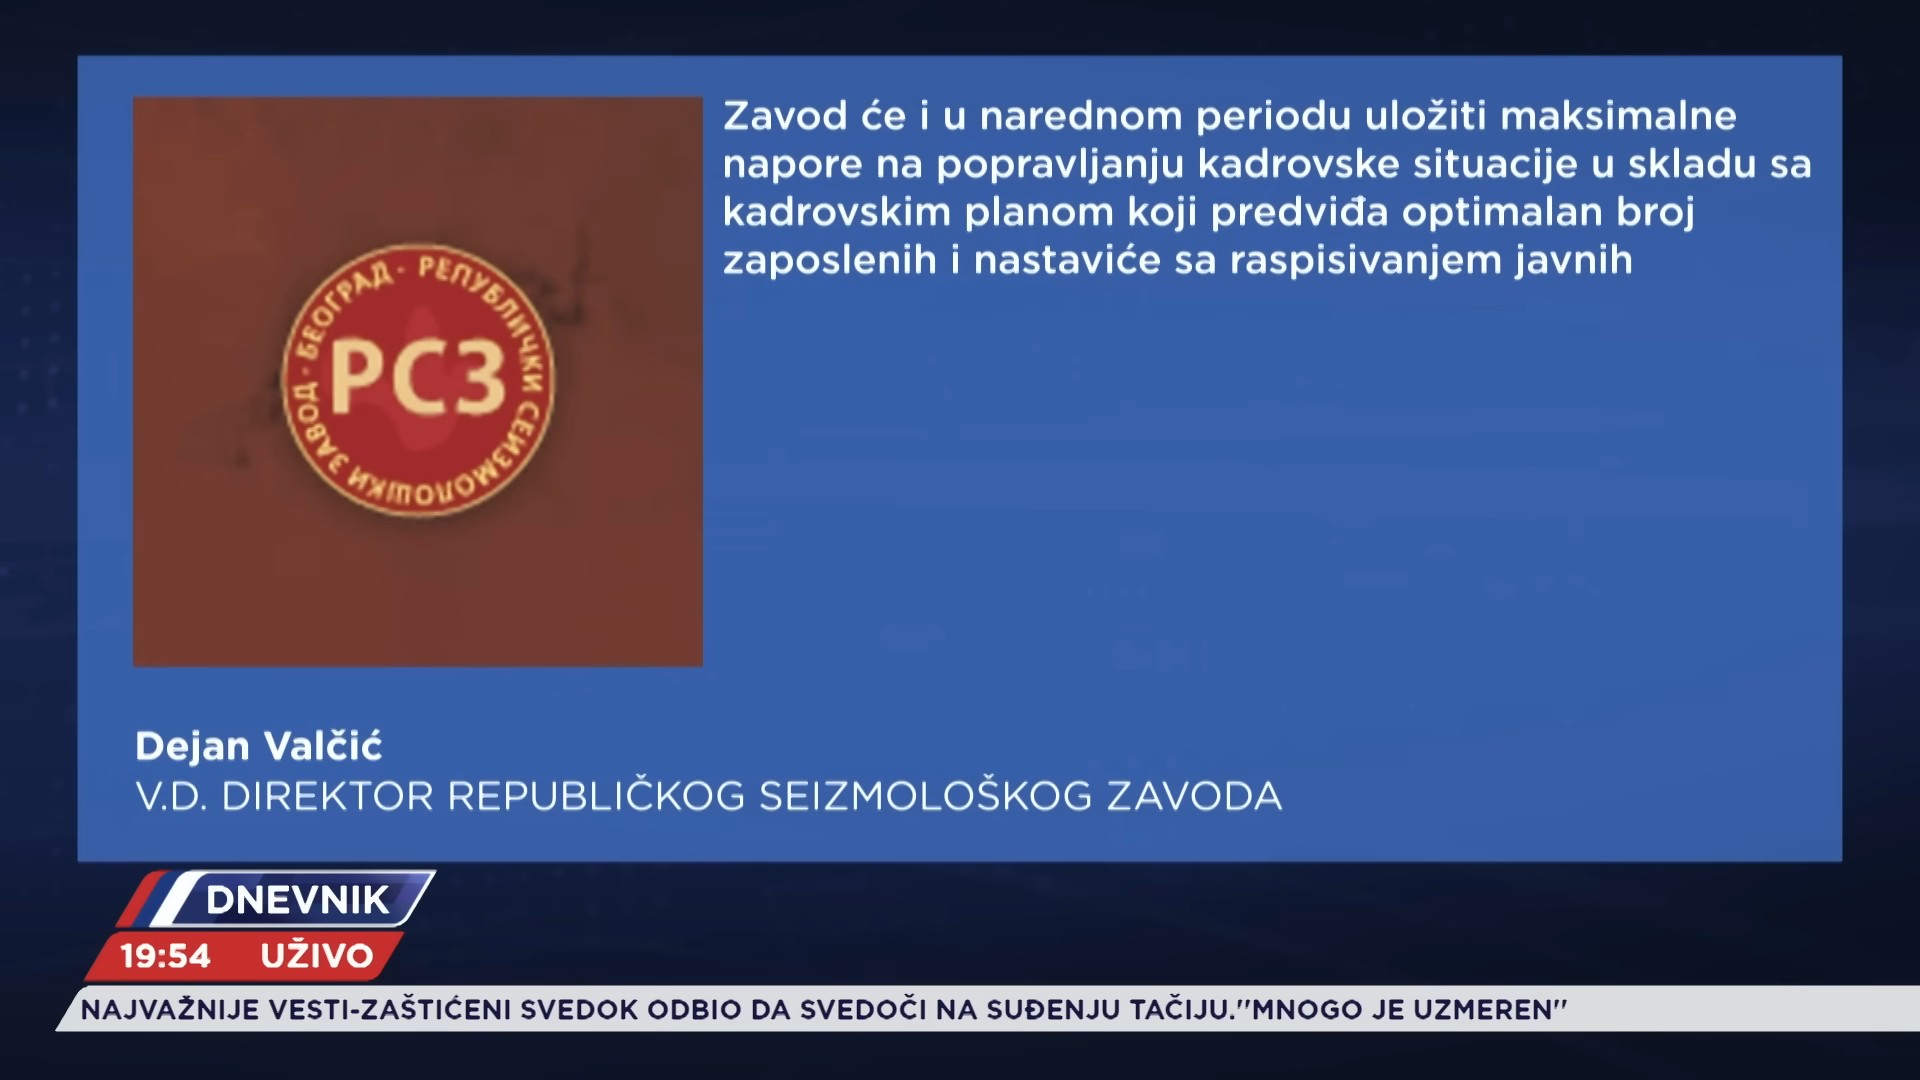 Zavod će i u narednom periodu uložiti maksimalne
napore na popravljanju kadrovske situacije u skladu sa
kadrovskim planom koji predviđa optimalan broj
zaposlenih i nastaviće sa raspisivanjem javnih
РЕПУБЛИЧКИ СЕИЗМОЛОШКИ ЗАВОД · БЕОГРАД ·
РСЗ
Dejan Valčić
V.D. DIREKTOR REPUBLIČKOG SEIZMOLOŠKOG ZAVODA
DNEVNIK
19:54 UŽIVO
NAJVAŽNIJE VESTI-ZAŠTIĆENI SVEDOK ODBIO DA SVEDOČI NA SUĐENJU TAČIJU."MNOGO JE UZMEREN"